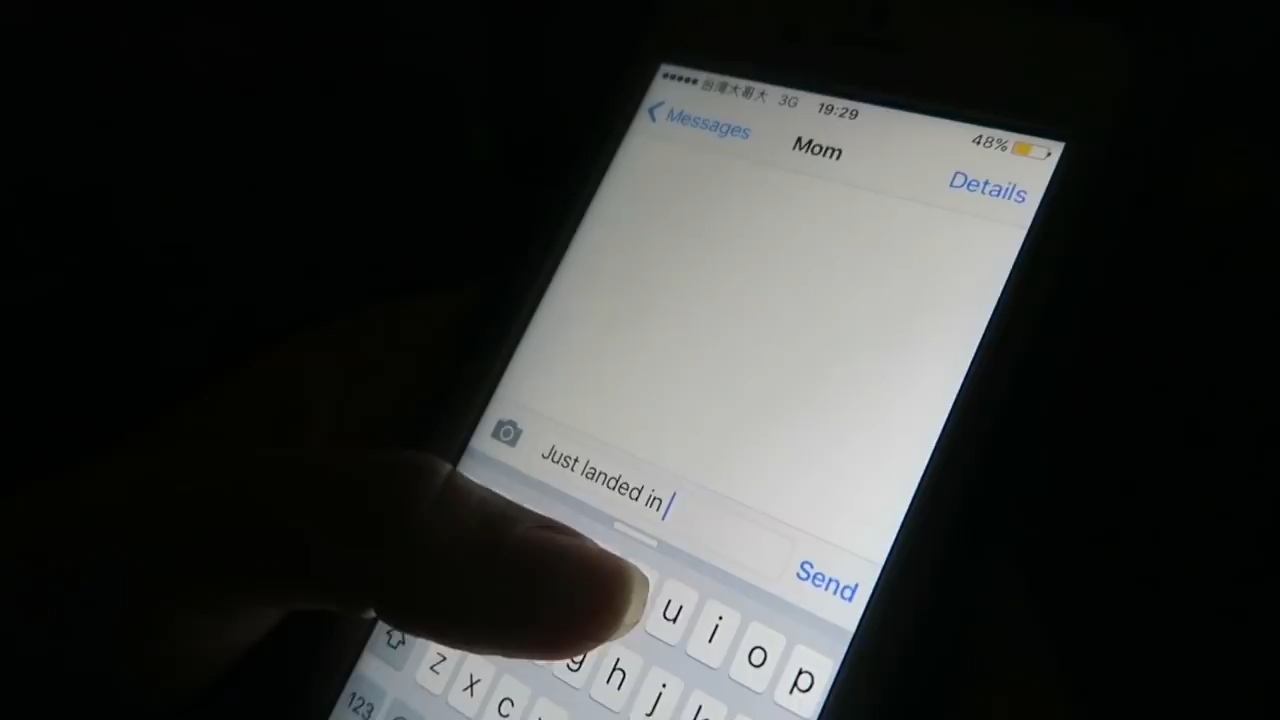 ●●●●● 台灣大哥大 3G 19:29 48%
Messages Mom Details
Just landed in
Send
u i o p
g h j
z x c
123